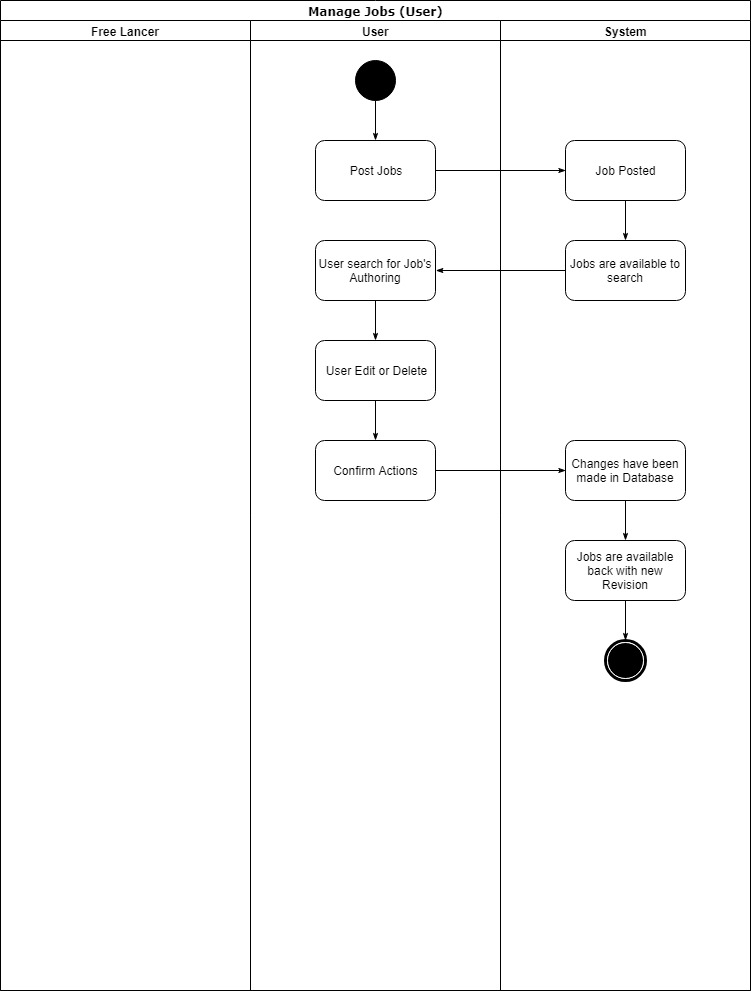 Manage Jobs (User)
Free Lancer
User
System
Post Jobs
Job Posted
User search for Job's
Authoring
Jobs are available to
search
User Edit or Delete
Confirm Actions
Changes have been
made in Database
Jobs are available
back with new
Revision